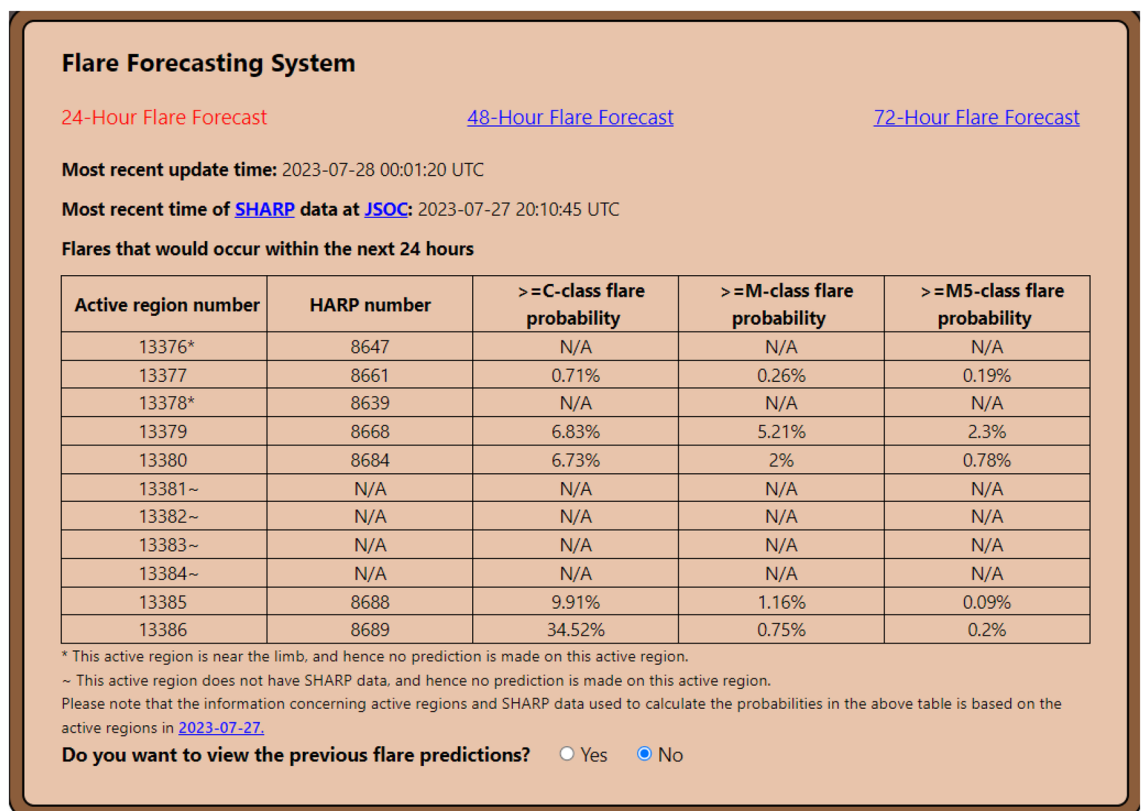 Flare Forecasting System
24-Hour Flare Forecast 48-Hour Flare Forecast 72-Hour Flare Forecast
Most recent update time: 2023-07-28 00:01:20 UTC
Most recent time of SHARP data at JSOC: 2023-07-27 20:10:45 UTC
Flares that would occur within the next 24 hours
Active region number HARP number >=C-class flare probability >=M-class flare probability >=M5-class flare probability
13376* 8647 N/A N/A N/A
13377 8661 0.71% 0.26% 0.19%
13378* 8639 N/A N/A N/A
13379 8668 6.83% 5.21% 2.3%
13380 8684 6.73% 2% 0.78%
13381~ N/A N/A N/A N/A
13382~ N/A N/A N/A N/A
13383~ N/A N/A N/A N/A
13384~ N/A N/A N/A N/A
13385 8688 9.91% 1.16% 0.09%
13386 8689 34.52% 0.75% 0.2%
* This active region is near the limb, and hence no prediction is made on this active region.
~ This active region does not have SHARP data, and hence no prediction is made on this active region.
Please note that the information concerning active regions and SHARP data used to calculate the probabilities in the above table is based on the
active regions in 2023-07-27.
Do you want to view the previous flare predictions? Yes No